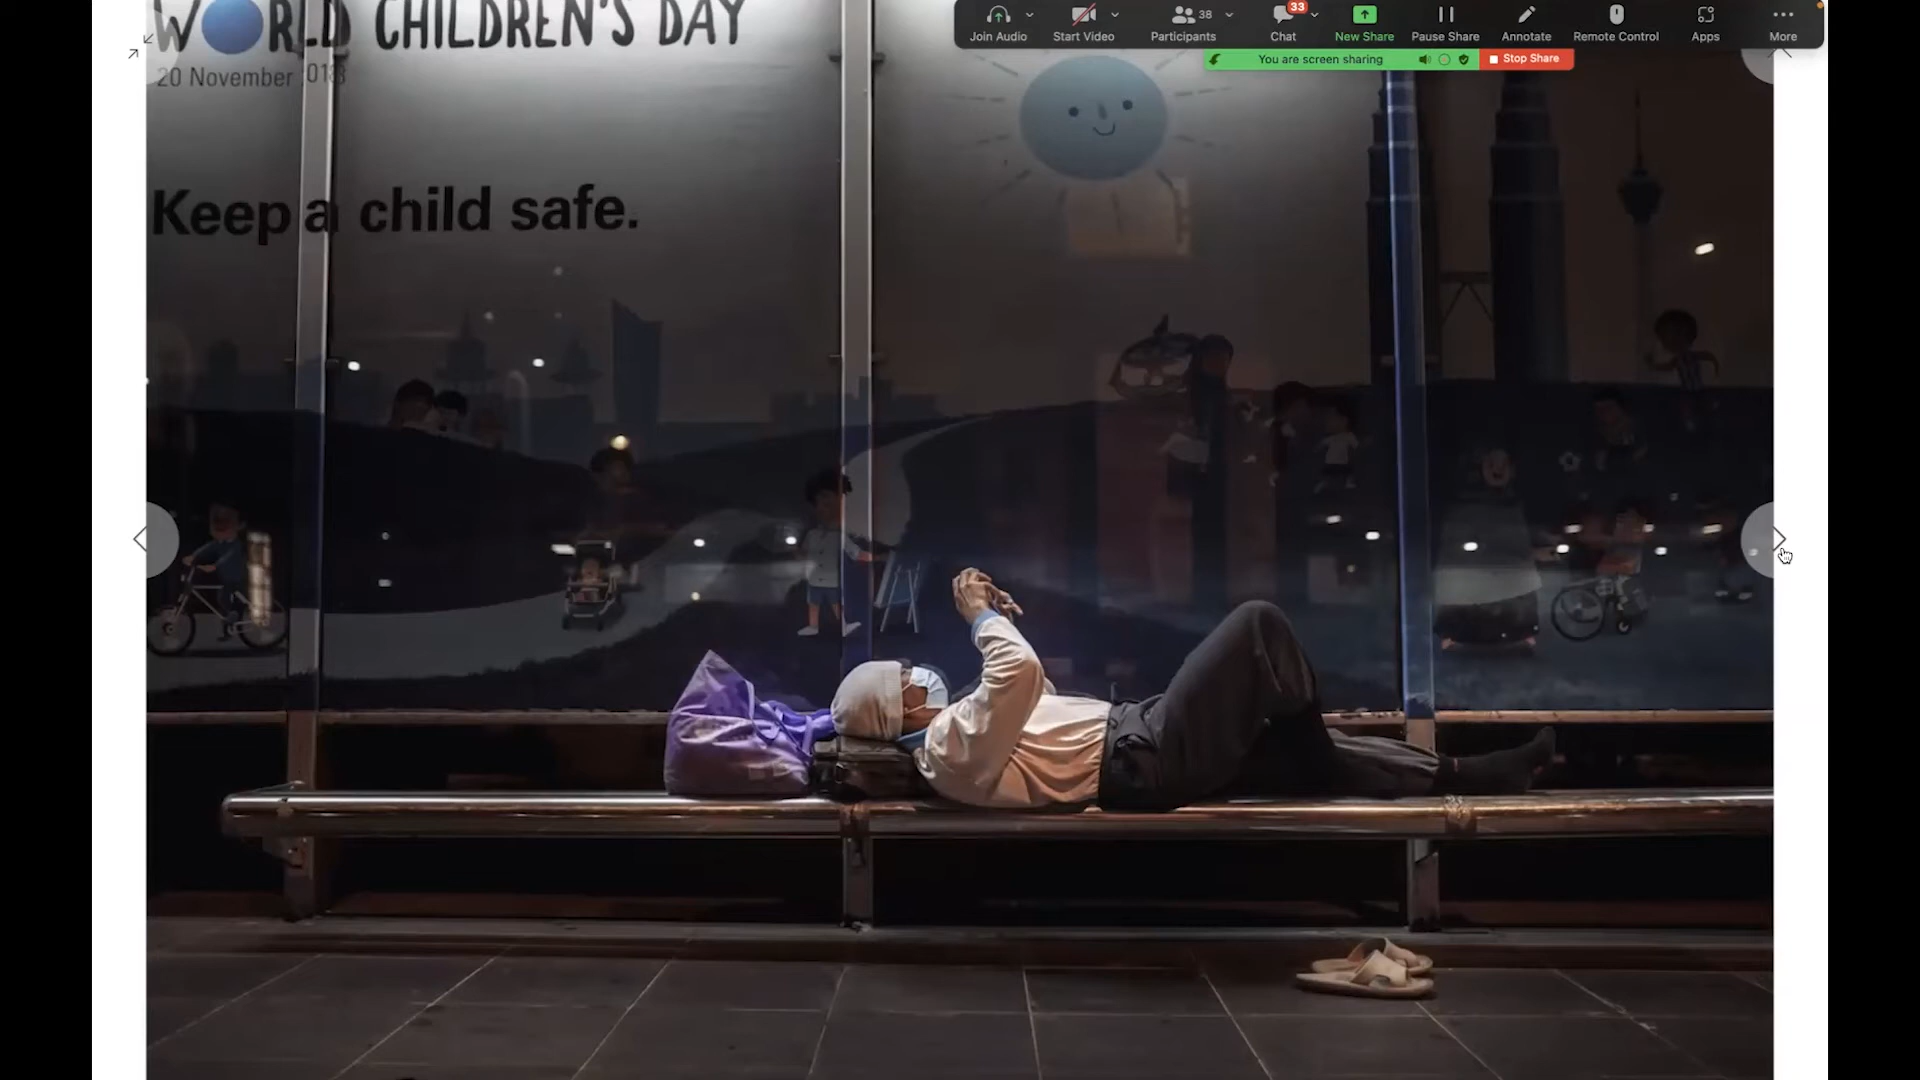 WORLD CHILDREN'S DAY
20 November 2018
Keep a child safe.
Join Audio
Start Video
38
Participants
33
Chat
New Share
Pause Share
Annotate
Remote Control
Apps
More
You are screen sharing
Stop Share